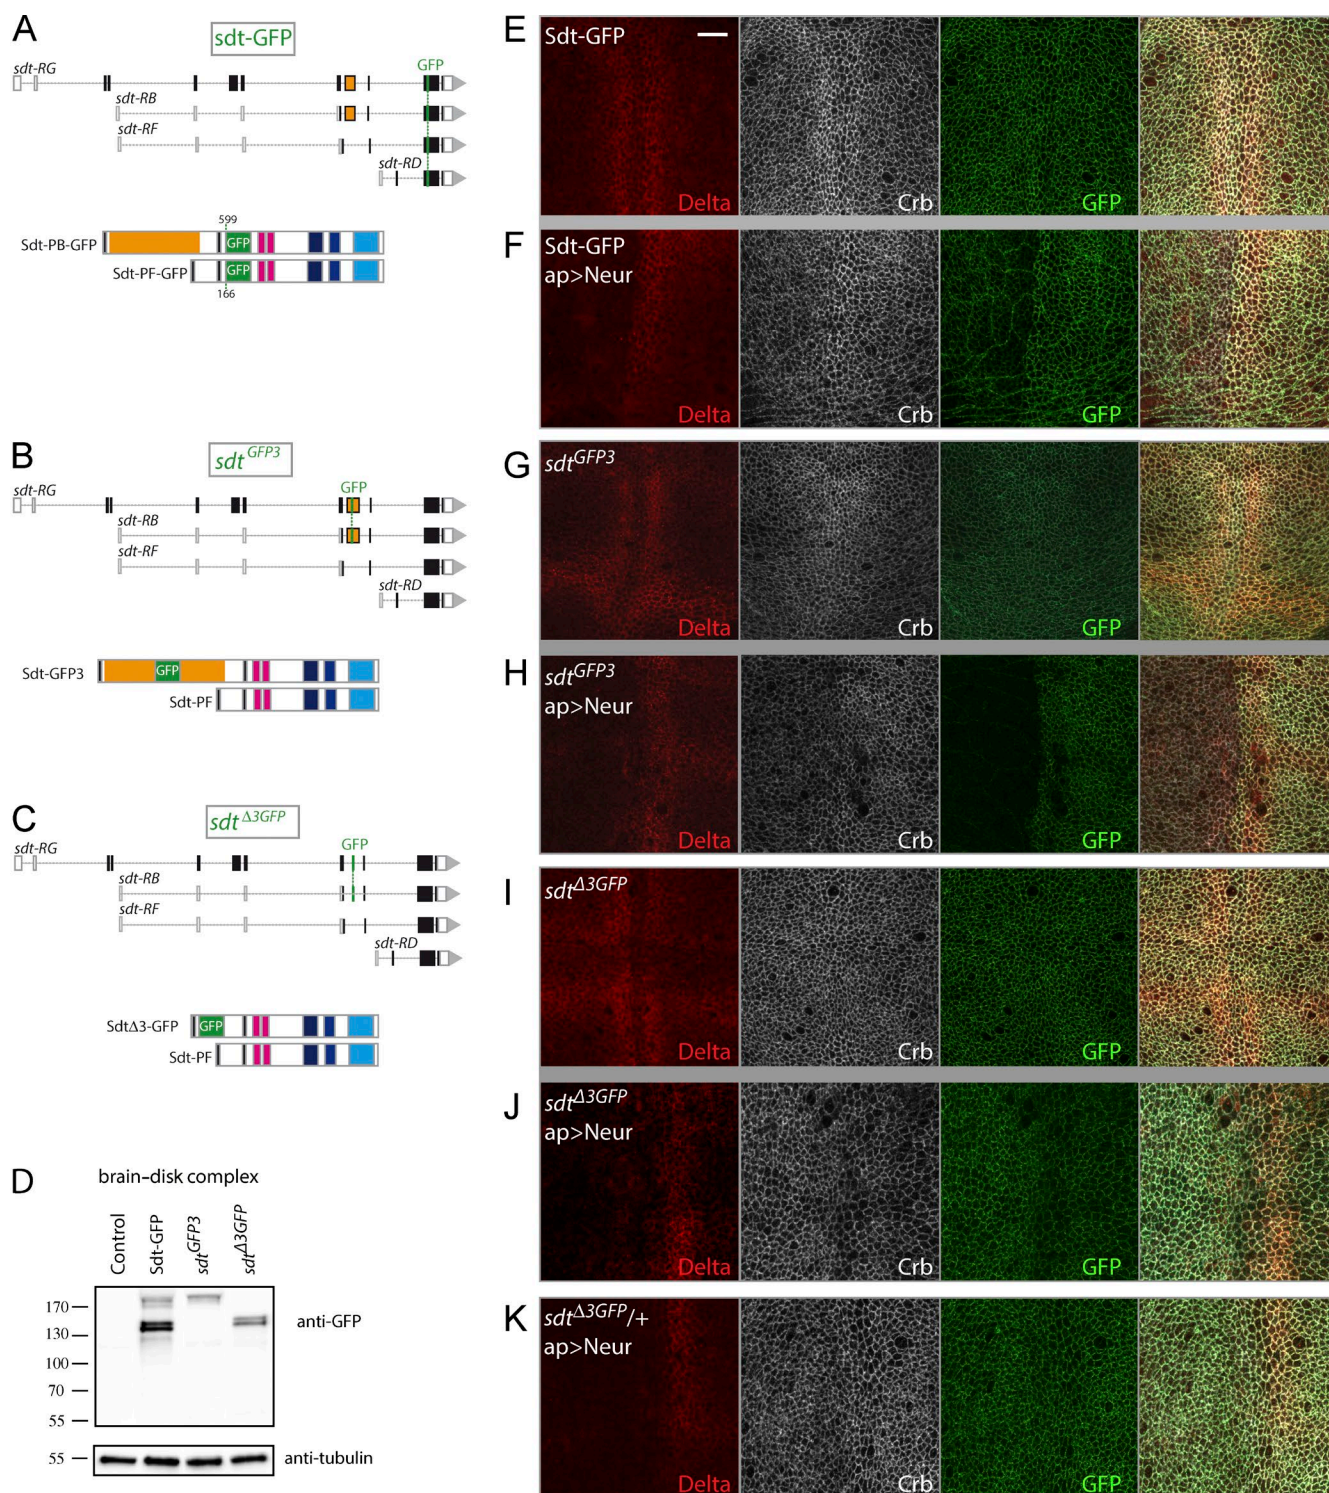 A
sdt-GFP
sdt-RG
GFP
sdt-RB
sdt-RF
sdt-RD
599
Sdt-PB-GFP
GFP
Sdt-PF-GFP
GFP
166
B
sdt GFP3
sdt-RG
GFP
sdt-RB
sdt-RF
sdt-RD
Sdt-GFP3
GFP
Sdt-PF
C
sdt Δ3GFP
sdt-RG
GFP
sdt-RB
sdt-RF
sdt-RD
SdtΔ3-GFP
GFP
Sdt-PF
D
brain–disk complex
Control
Sdt-GFP
sdtGFP3
sdtΔ3GFP
170
130
100
70
55
anti-GFP
55
anti-tubulin
E
Sdt-GFP
Delta
Crb
GFP
F
Sdt-GFP
ap>Neur
Delta
Crb
GFP
G
sdtGFP3
Delta
Crb
GFP
H
sdtGFP3
ap>Neur
Delta
Crb
GFP
I
sdtΔ3GFP
Delta
Crb
GFP
J
sdtΔ3GFP
ap>Neur
Delta
Crb
GFP
K
sdtΔ3GFP/+
ap>Neur
Delta
Crb
GFP